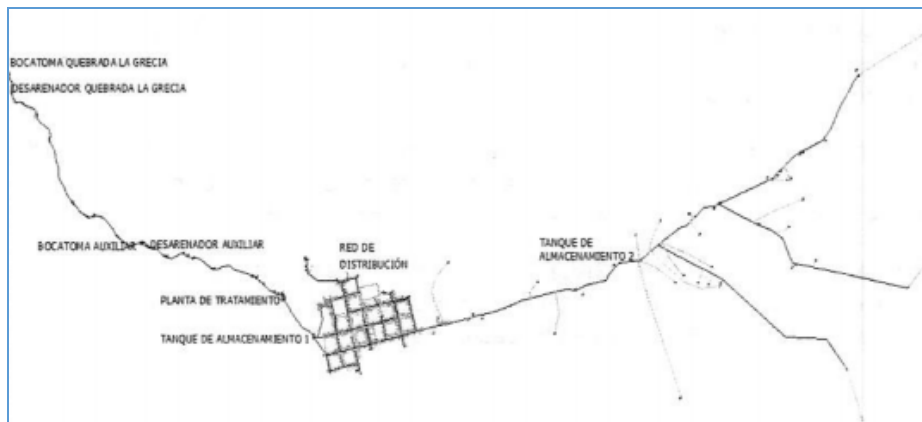 BOCATOMA QUEBRADA LA GRECIA
DESARENADOR QUEBRADA LA GRECIA
BOCATOMA AUXILIAR
DESARENADOR AUXILIAR
RED DE
DISTRIBUCIÓN
TANQUE DE
ALMACENAMIENTO 2
PLANTA DE TRATAMIENTO
TANQUE DE ALMACENAMIENTO 1